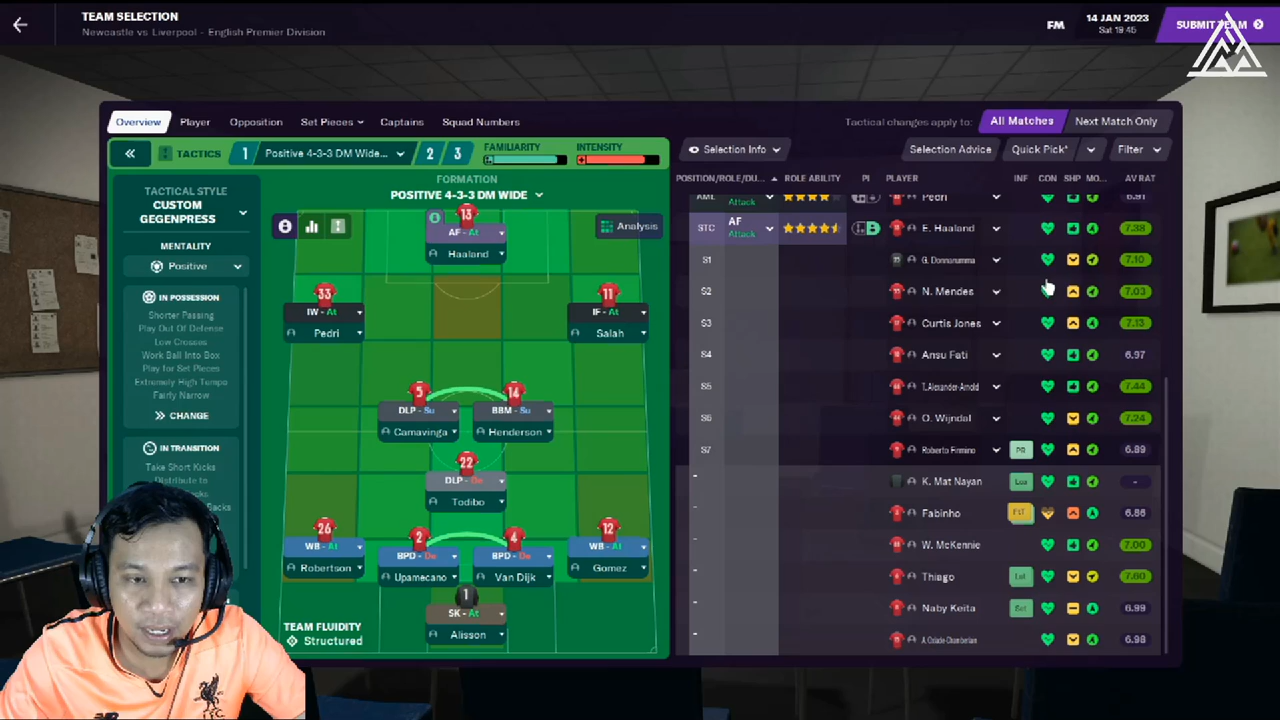 TEAM SELECTION
Newcastle vs Liverpool - English Premier Division
FM
14 JAN 2023
Sat 19:45
SUBMIT TEAM
Overview
Player
Opposition
Set Pieces
Captains
Squad Numbers
Tactical changes apply to:
All Matches
Next Match Only
TACTICS
1
Positive 4-3-3 DM Wide...
2
3
FAMILIARITY
INTENSITY
Selection Info
Selection Advice
Quick Pick*
Filter
TACTICAL STYLE
CUSTOM
GEGENPRESS
MENTALITY
Positive
IN POSSESSION
Shorter Passing
Play Out Of Defense
Low Crosses
Work Ball Into Box
Play for Set Pieces
Extremely High Tempo
Fairly Narrow
CHANGE
IN TRANSITION
Take Short Kicks
Distribute to
FORMATION
POSITIVE 4-3-3 DM WIDE
Analysis
13
AF - At
Haaland
33
IW - At
Pedri
11
IF - At
Salah
5
DLP - Su
Camavinga
14
BBM - Su
Henderson
22
DLP - De
Todibo
26
WB - At
Robertson
2
BPD - De
Upamecano
4
BPD - De
Van Dijk
12
WB - At
Gomez
1
SK - At
Alisson
TEAM FLUIDITY
Structured
POSITION/ROLE/DU... ROLE ABILITY PI PLAYER INF CON SHP MO... AV RAT
AML Attack Pedri 6.91
STC AF Attack E. Haaland 7.38
S1 G. Donnarumma 7.10
S2 N. Mendes 7.03
S3 Curtis Jones 7.13
S4 Ansu Fati 6.97
S5 T. Alexander-Arnold 7.44
S6 O. Wijndal 7.24
S7 Roberto Firmino PR 6.89
- K. Mat Nayan Loa -
- Fabinho 6.86
- W. McKennie 7.00
- Thiago 7.60
- Naby Keita 6.99
- 6.98